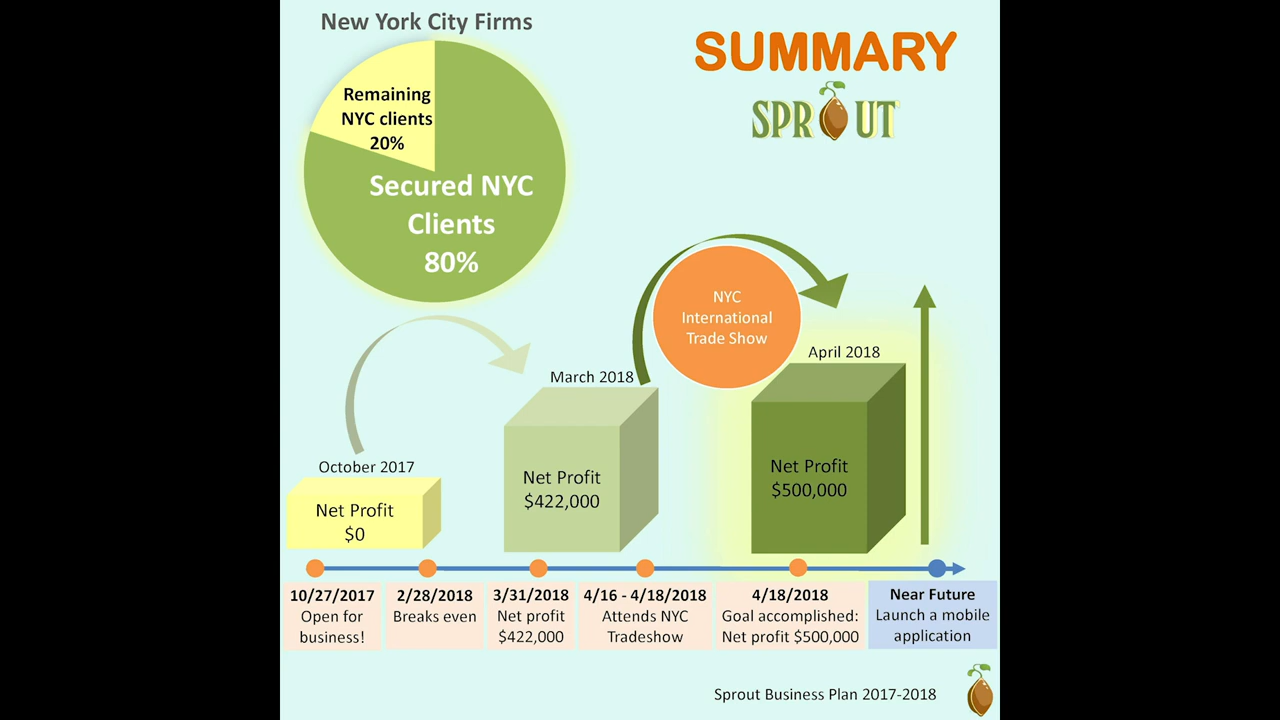 New York City Firms
Remaining
NYC clients
20%
Secured NYC
Clients
80%
SUMMARY
SPROUT
NYC
International
Trade Show
October 2017
Net Profit
$0
March 2018
Net Profit
$422,000
April 2018
Net Profit
$500,000
10/27/2017
Open for
business!
2/28/2018
Breaks even
3/31/2018
Net profit
$422,000
4/16 - 4/18/2018
Attends NYC
Tradeshow
4/18/2018
Goal accomplished:
Net profit $500,000
Near Future
Launch a mobile
application
Sprout Business Plan 2017-2018